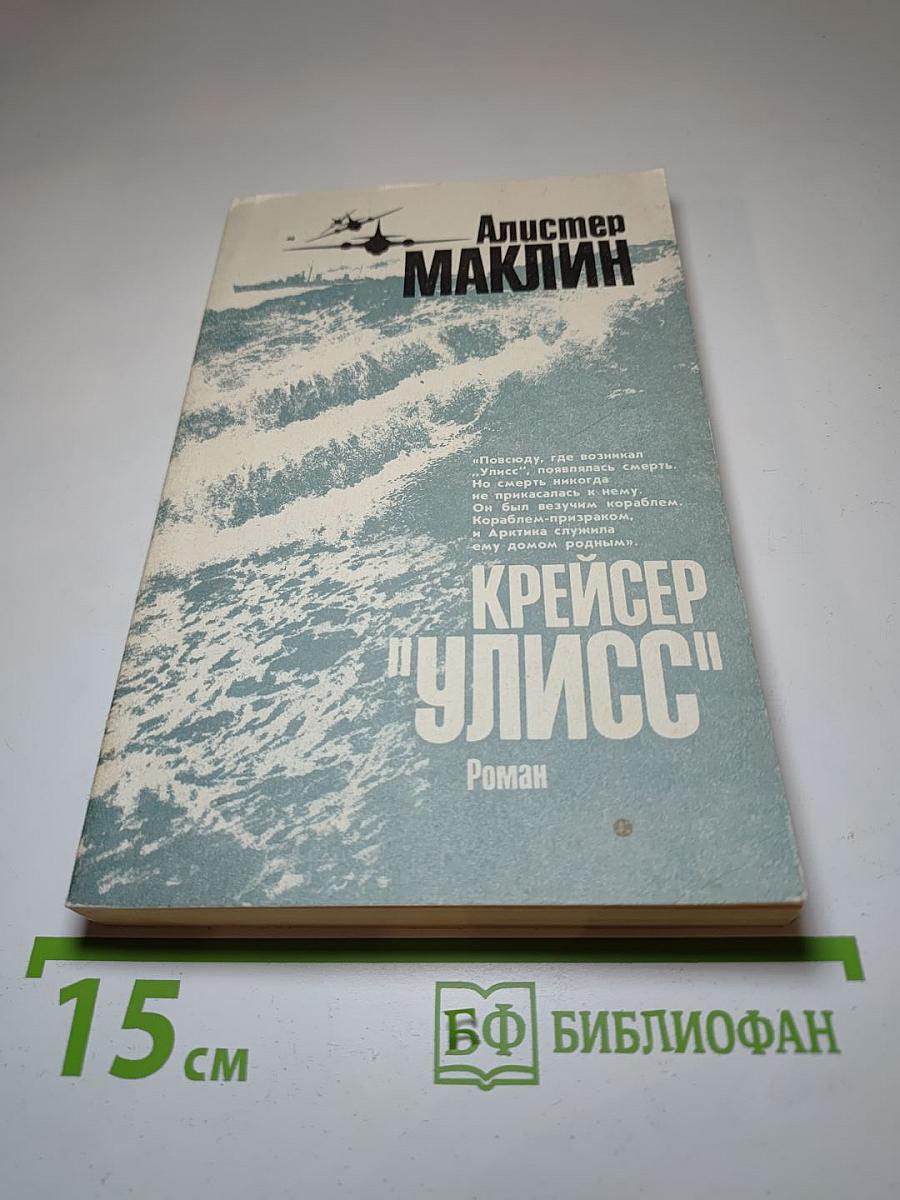 Алистер
МАКЛИН
«Повсюду, где возникал
„Улисс“, появлялась смерть.
Но смерть никогда
не прикасалась к нему.
Он был везучим кораблем.
Кораблем-призраком,
и Арктика служила
ему домом родным».
КРЕЙСЕР
"УЛИСС"
Роман
15 см
БФ БИБЛИОФАН